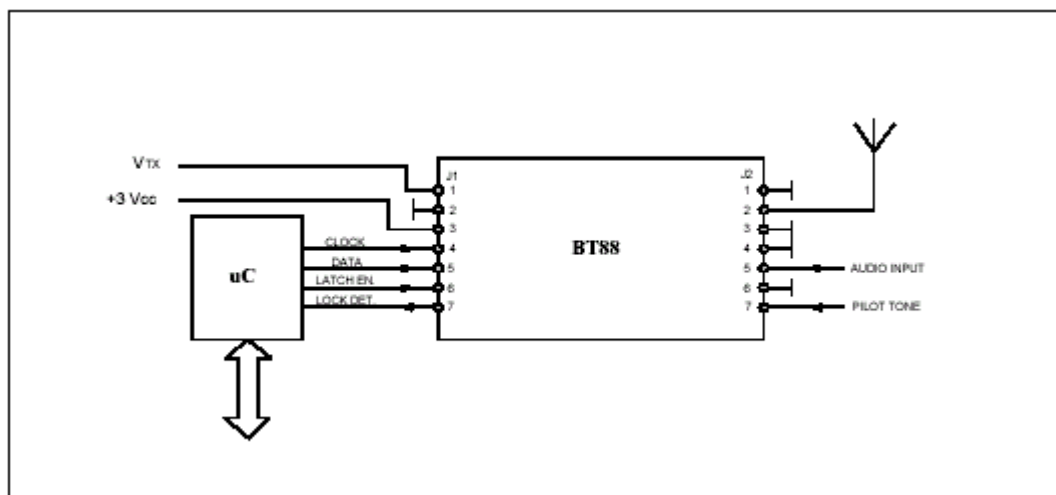 V TX
+3 Vcc
uC
CLOCK
DATA
LATCH EN.
LOCK DET.
J1
1
2
3
4
5
6
7
BT88
J2
1
2
3
4
5
6
7
AUDIO INPUT
PILOT TONE